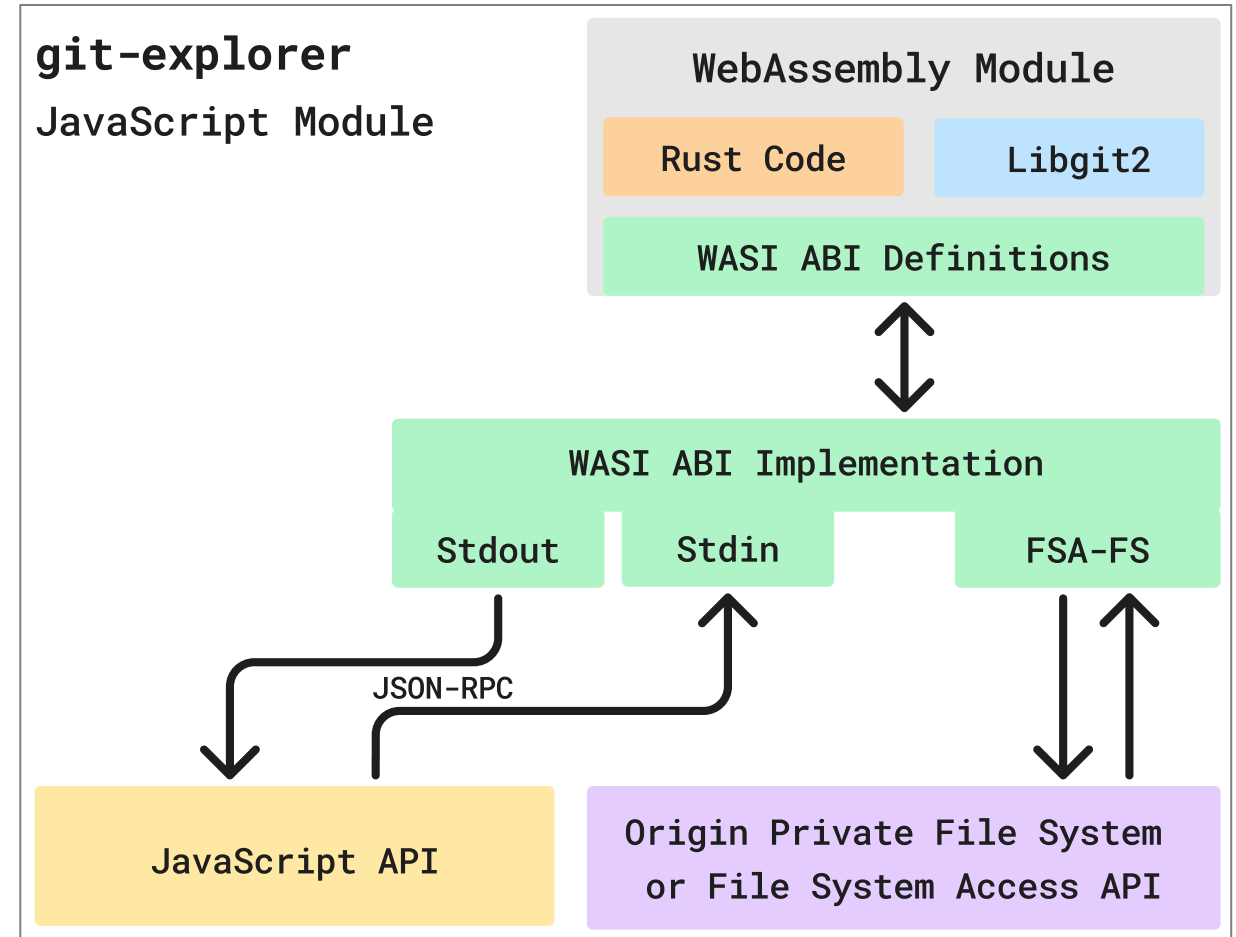 git-explorer
JavaScript Module
WebAssembly Module
Rust Code
Libgit2
WASI ABI Definitions
WASI ABI Implementation
Stdout
Stdin
FSA-FS
JSON-RPC
JavaScript API
Origin Private File System
or File System Access API